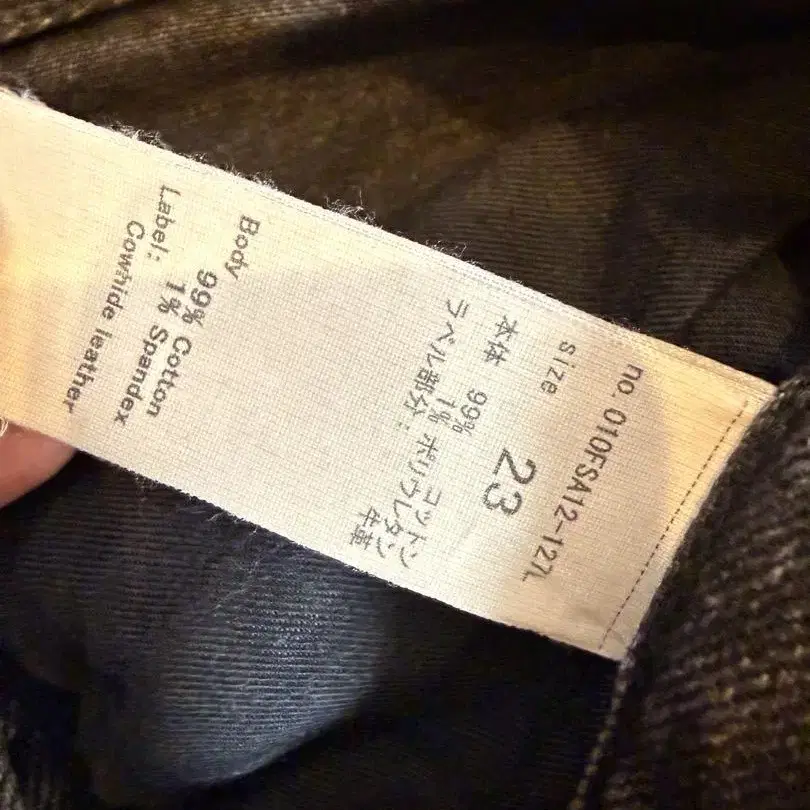 no. 010FSA12-127L
size 23
本体 99% コットン
1% ポリウレタン
ラベル部分: 牛革
Body
99% Cotton
1% Spandex
Label:
Cowhide leather